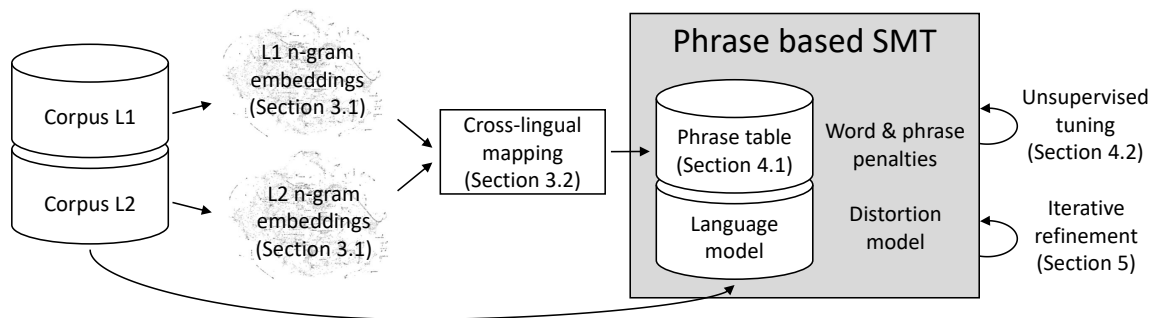 Corpus L1
Corpus L2
L1 n-gram
embeddings
(Section 3.1)
L2 n-gram
embeddings
(Section 3.1)
Cross-lingual
mapping
(Section 3.2)
Phrase based SMT
Phrase table
(Section 4.1)
Language
model
Word & phrase
penalties
Distortion
model
Unsupervised
tuning
(Section 4.2)
Iterative
refinement
(Section 5)